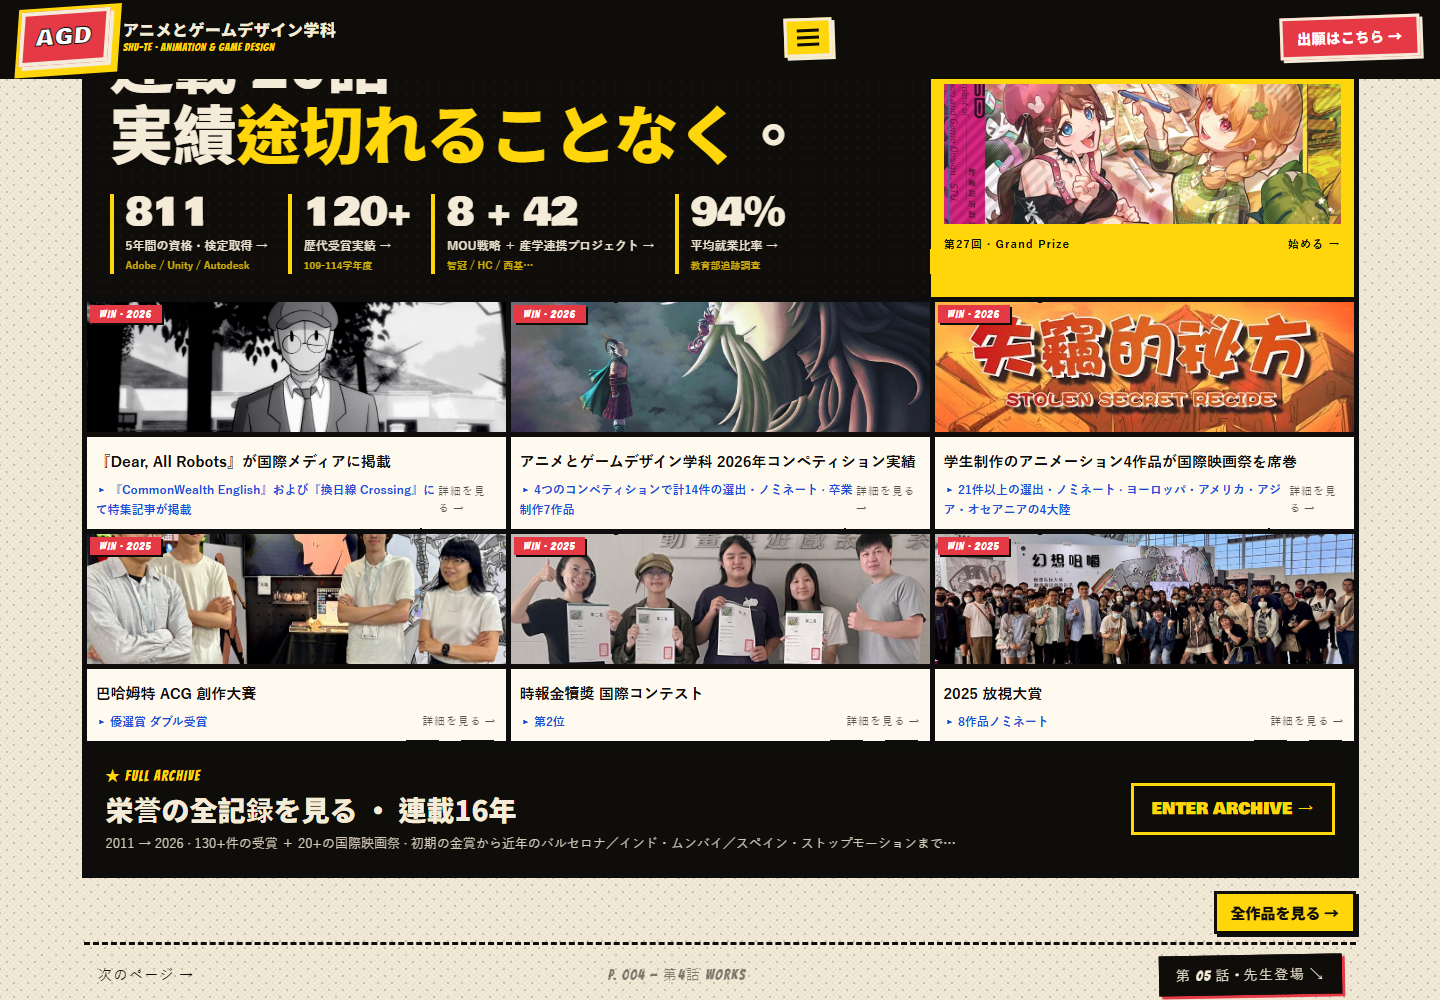 AGD
アニメとゲームデザイン学科
SHU-TE · ANIMATION & GAME DESIGN
出願はこちら →
実績途切れることなく。
811
5年間の資格・検定取得 →
Adobe / Unity / Autodesk
120+
歴代受賞実績 →
109-114学年度
8 + 42
MOU戦略 + 産学連携プロジェクト →
智冠 / HC / 西基…
94%
平均就業比率 →
教育部追跡調査
第27回 · Grand Prize
始める →
WIN · 2026
WIN · 2026
WIN · 2026
失竊的祕方
STOLEN SECRET RECIPE
『Dear, All Robots』が国際メディアに掲載
▸ 『CommonWealth English』および『換日線 Crossing』にて特集記事が掲載
詳細を見る →
アニメとゲームデザイン学科 2026年コンペティション実績
▸ 4つのコンペティションで計14件の選出・ノミネート · 卒業制作7作品
詳細を見る →
学生制作のアニメーション4作品が国際映画祭を席巻
▸ 21件以上の選出・ノミネート · ヨーロッパ・アメリカ・アジア・オセアニアの4大陸
詳細を見る →
WIN · 2025
WIN · 2025
WIN · 2025
幻想咀嚼
巴哈姆特 ACG 創作大賽
▸ 優選賞 ダブル受賞
詳細を見る →
時報金犢獎 国際コンテスト
▸ 第2位
詳細を見る →
2025 放視大賞
▸ 8作品ノミネート
詳細を見る →
★ FULL ARCHIVE
栄誉の全記録を見る ・ 連載16年
2011 → 2026 · 130+件の受賞 + 20+の国際映画祭 · 初期の金賞から近年のバルセロナ／インド・ムンバイ／スペイン・ストップモーションまで…
ENTER ARCHIVE →
全作品を見る →
次のページ →
P. 004 — 第4話 WORKS
第 05 話・先生登場 ↘